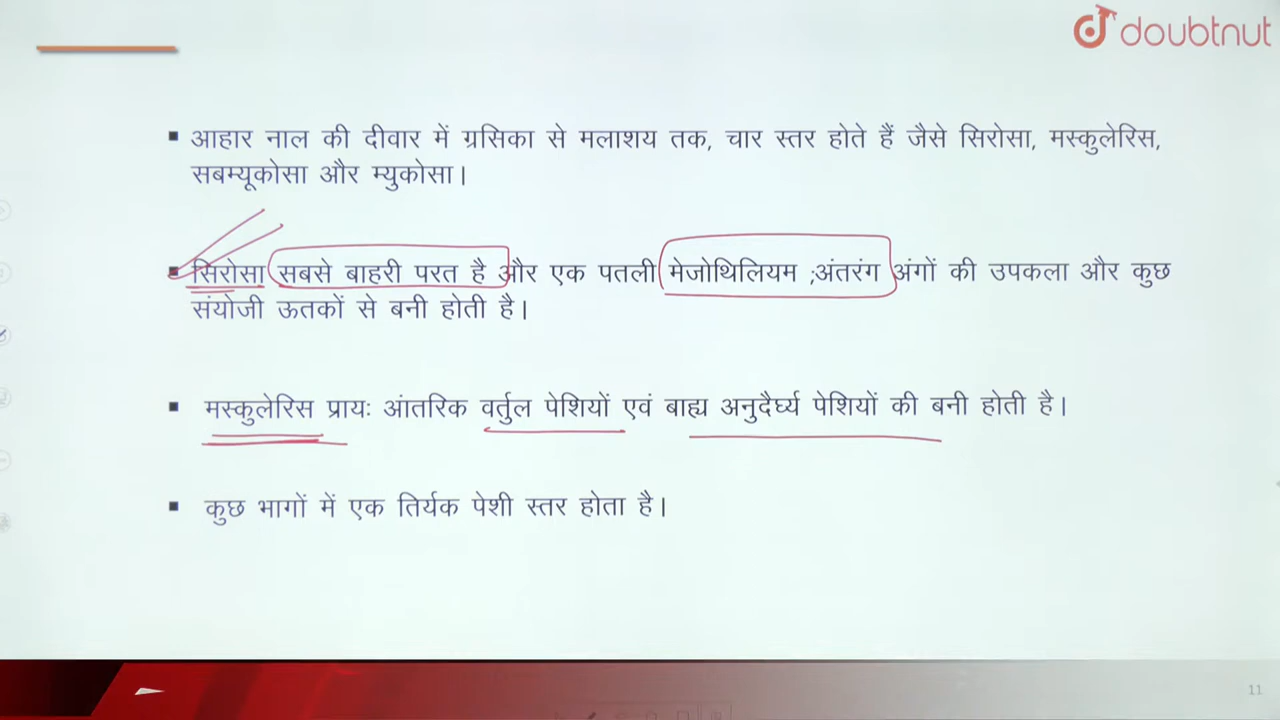 doubtnut
आहार नाल की दीवार में ग्रसिका से मलाशय तक, चार स्तर होते हैं जैसे सिरोसा, मस्कुलेरिस,
सबम्यूकोसा और म्युकोसा।
सिरोसा सबसे बाहरी परत है और एक पतली मेजोथिलियम ;अंतरंग अंगों की उपकला और कुछ
संयोजी ऊतकों से बनी होती है।
मस्कुलेरिस प्रायः आंतरिक वर्तुल पेशियों एवं बाह्य अनुदैर्घ्य पेशियों की बनी होती है।
कुछ भागों में एक तिर्यक पेशी स्तर होता है।
11